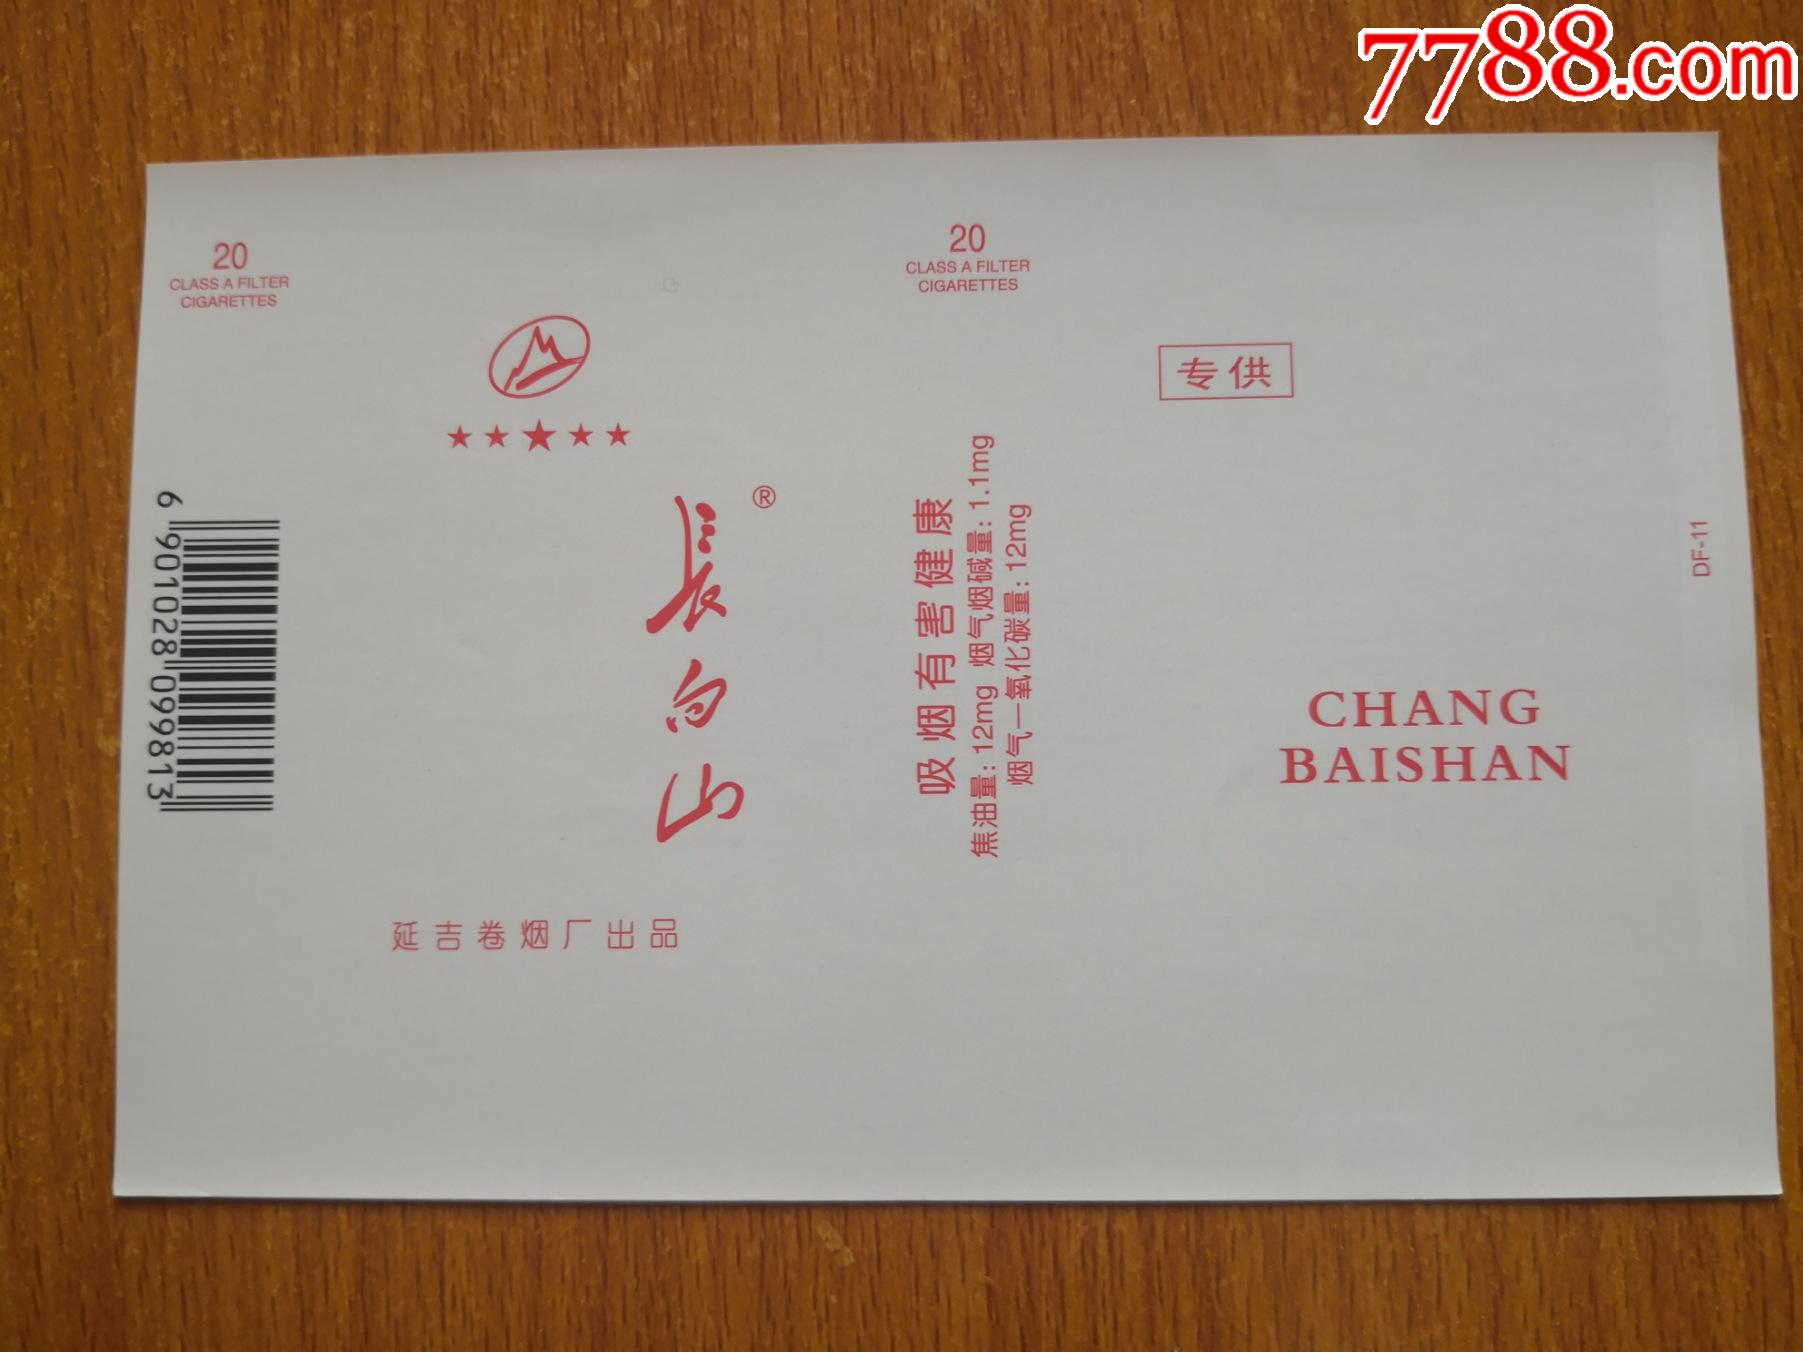 7788.com
20
CLASS A FILTER
CIGARETTES
6 901028 099813
长白山®
延吉卷烟厂出品
20
CLASS A FILTER
CIGARETTES
吸烟有害健康
焦油量:12mg 烟气烟碱量:1.1mg
烟气一氧化碳量:12mg
专供
CHANG
BAISHAN
DF-11